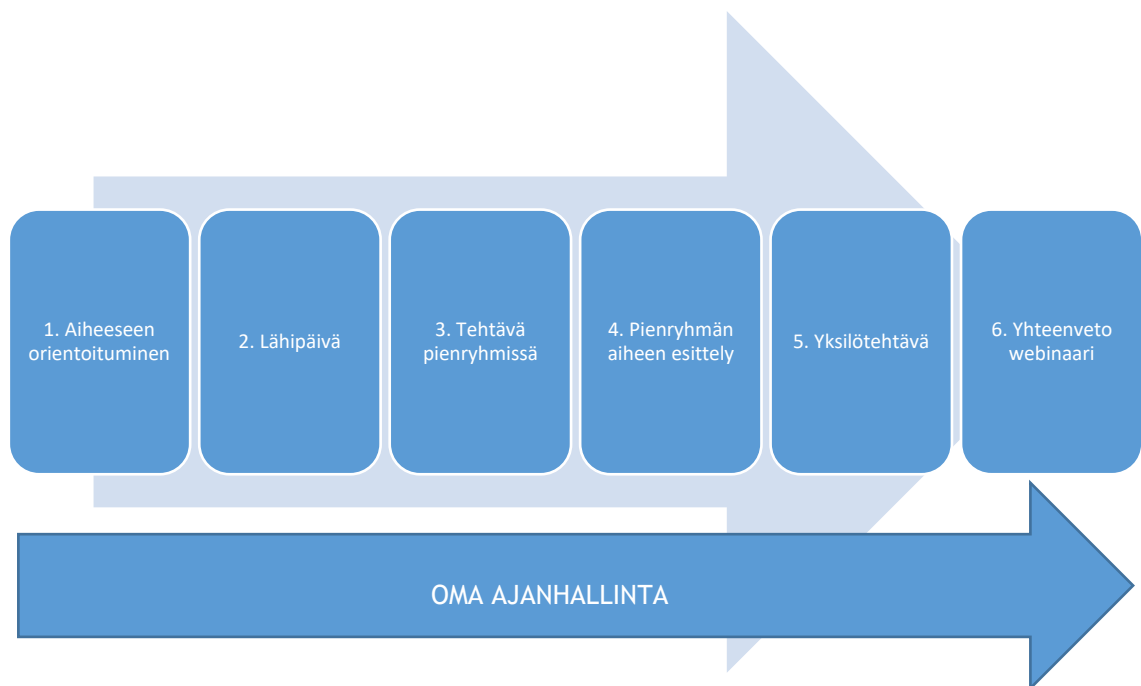 1. Aiheeseen
orientoituminen
2. Lähipäivä
3. Tehtävä
pienryhmissä
4. Pienryhmän
aiheen esittely
5. Yksilötehtävä
6. Yhteenveto
webinaari
OMA AJANHALLINTA